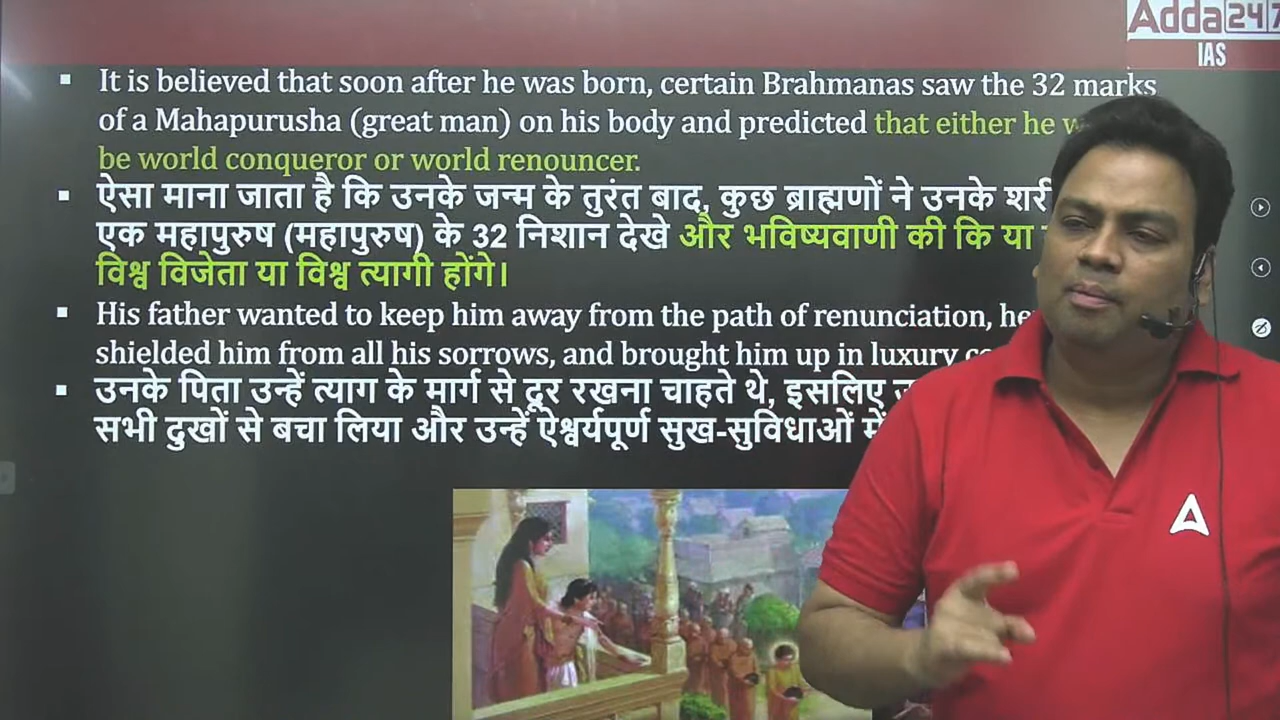 Adda247
IAS
It is believed that soon after he was born, certain Brahmanas saw the 32 marks
of a Mahapurusha (great man) on his body and predicted that either he
be world conqueror or world renouncer.
ऐसा माना जाता है कि उनके जन्म के तुरंत बाद, कुछ ब्राह्मणों ने उनके
एक महापुरुष (महापुरुष) के 32 निशान देखे और भविष्यवाणी की कि या
विश्व विजेता या विश्व त्यागी होंगे।
His father wanted to keep him away from the path of renunciation,
shielded him from all his sorrows, and brought him up in luxury
उनके पिता उन्हें त्याग के मार्ग से दूर रखना चाहते थे, इसलिए
सभी दुखों से बचा लिया और उन्हें ऐश्वर्यपूर्ण सुख-सुविधाओं में